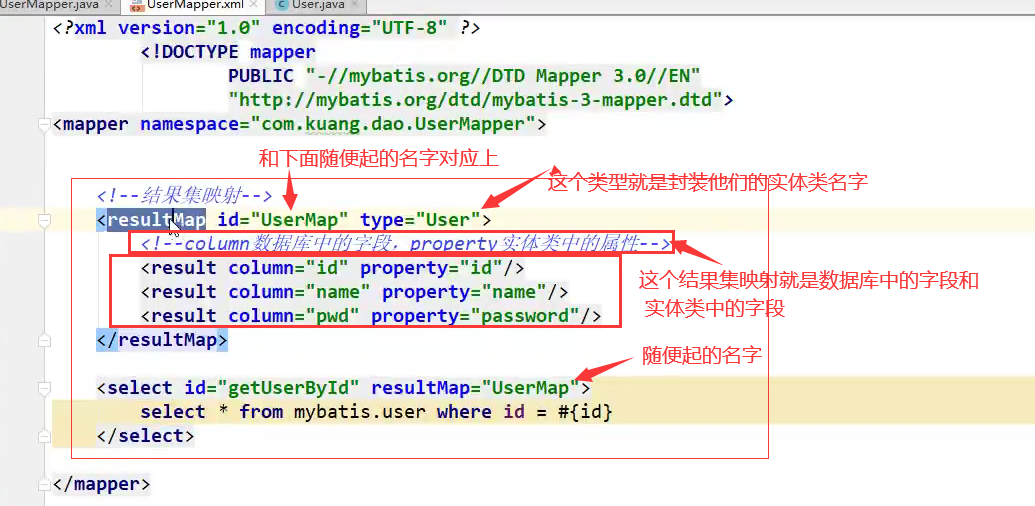 UserMapper.java UserMapper.xml User.java
<?xml version="1.0" encoding="UTF-8" ?>
<!DOCTYPE mapper
PUBLIC "-//mybatis.org//DTD Mapper 3.0//EN"
"http://mybatis.org/dtd/mybatis-3-mapper.dtd">
<mapper namespace="com.kuang.dao.UserMapper">
和下面随便起的名字对应上
这个类型就是封装他们的实体类名字
<!--结果集映射-->
<resultMap id="UserMap" type="User">
<!--column数据库中的字段，property实体类中的属性-->
<result column="id" property="id"/>
<result column="name" property="name"/>
<result column="pwd" property="password"/>
</resultMap>
这个结果集映射就是数据库中的字段和
实体类中的字段
随便起的名字
<select id="getUserById" resultMap="UserMap">
select * from mybatis.user where id = #{id}
</select>
</mapper>